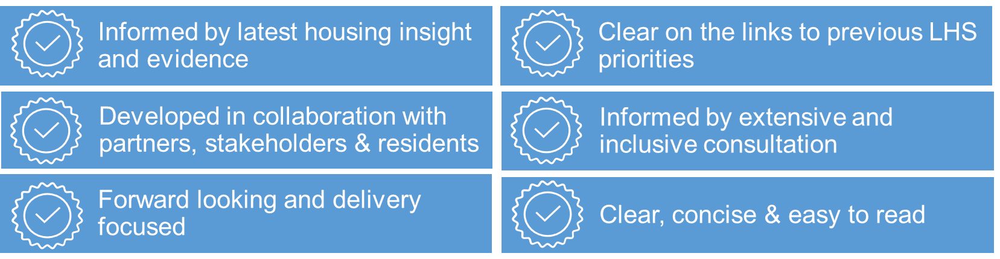 Informed by latest housing insight
and evidence
Clear on the links to previous LHS
priorities
Developed in collaboration with
partners, stakeholders & residents
Informed by extensive and
inclusive consultation
Forward looking and delivery
focused
Clear, concise & easy to read